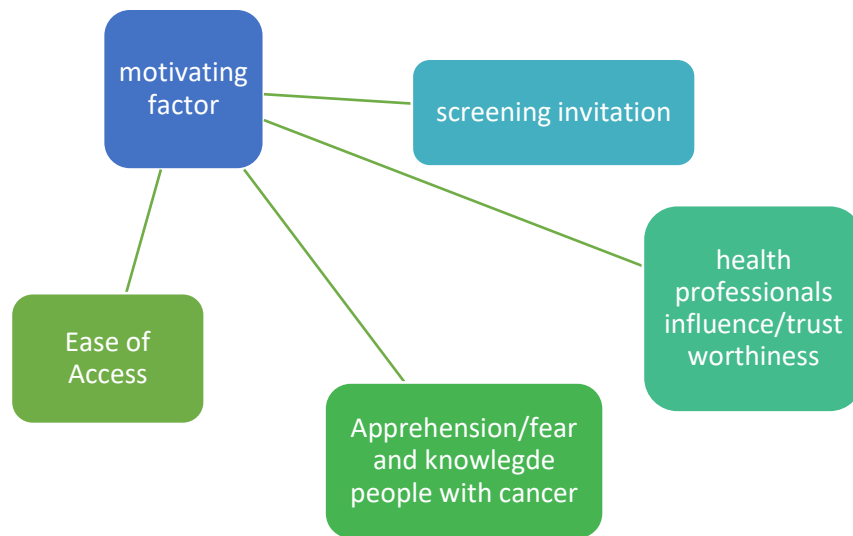 motivating
factor
screening invitation
health
professionals
influence/trust
worthiness
Ease of
Access
Apprehension/fear
and knowlegde
people with cancer